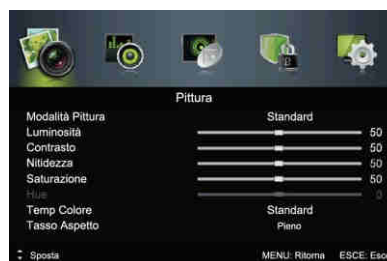 Pittura
Modalità Pittura Standard
Luminosità 50
Contrasto 50
Nitidezza 50
Saturazione 50
Hue 0
Temp Colore Standard
Tasso Aspetto Pieno
Sposta MENU: Ritorna ESCE: Esci